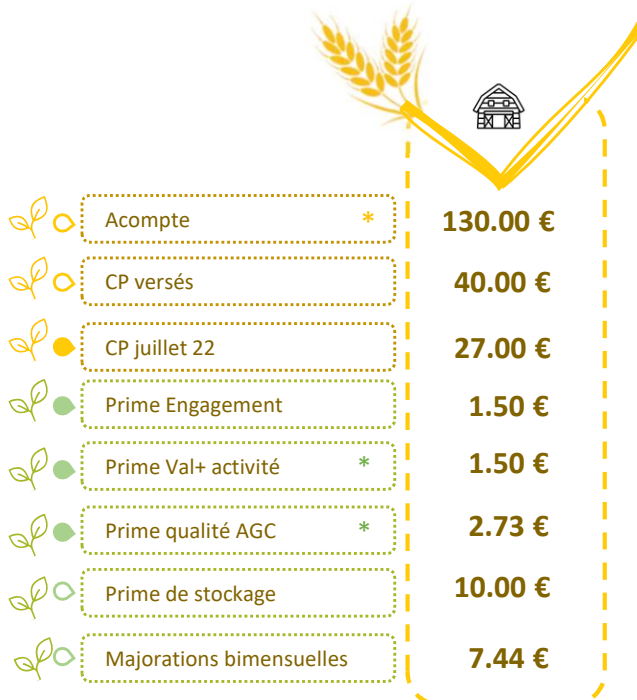 Acompte * 130.00 €
CP versés 40.00 €
CP juillet 22 27.00 €
Prime Engagement 1.50 €
Prime Val+ activité * 1.50 €
Prime qualité AGC * 2.73 €
Prime de stockage 10.00 €
Majorations bimensuelles 7.44 €